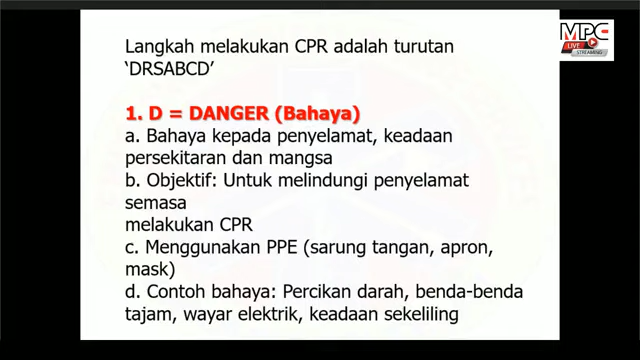 Langkah melakukan CPR adalah turutan
‘DRSABCD’
1. D = DANGER (Bahaya)
a. Bahaya kepada penyelamat, keadaan
persekitaran dan mangsa
b. Objektif: Untuk melindungi penyelamat
semasa
melakukan CPR
c. Menggunakan PPE (sarung tangan, apron,
mask)
d. Contoh bahaya: Percikan darah, benda-benda
tajam, wayar elektrik, keadaan sekeliling
MPC
LIVE
STREAMING